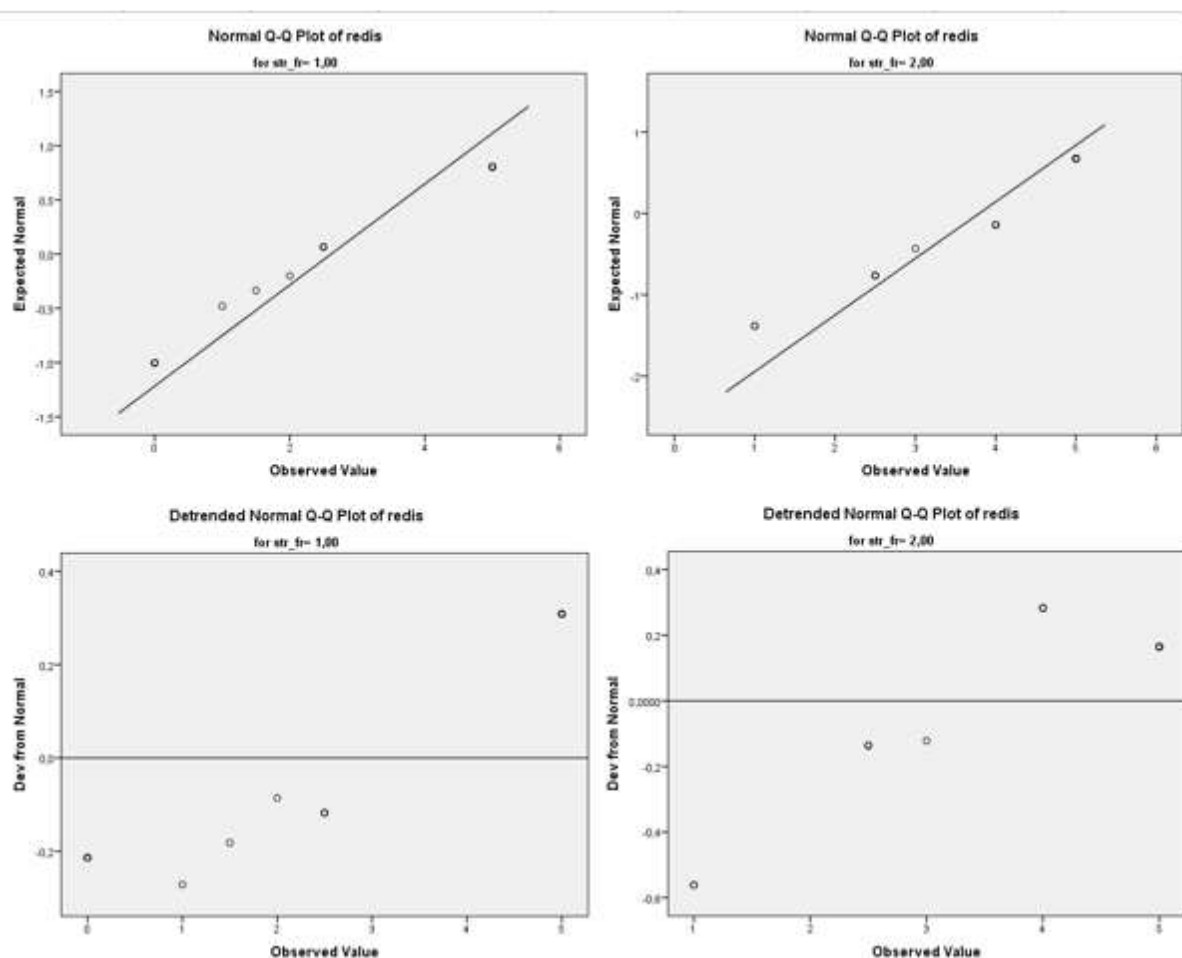 Normal Q-Q Plot of redis
for str_fr= 1,00
1,5
1,0
0,5
0,0
-0,5
-1,0
-1,5
Expected Normal
0
2
4
6
Observed Value
Normal Q-Q Plot of redis
for str_fr= 2,00
1
0
-1
-2
Expected Normal
0
1
2
3
4
5
6
Observed Value
Detrended Normal Q-Q Plot of redis
for str_fr= 1,00
0,4
0,2
0,0
-0,2
Dev from Normal
0
1
2
3
4
5
Observed Value
Detrended Normal Q-Q Plot of redis
for str_fr= 2,00
0,4
0,2
0,0000
-0,2
-0,4
-0,6
Dev from Normal
1
2
3
4
5
Observed Value